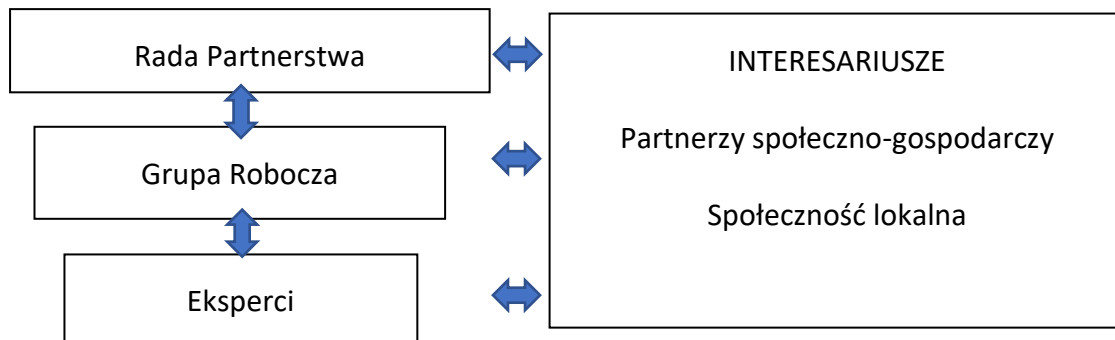 Rada Partnerstwa
Grupa Robocza
Eksperci
INTERESARIUSZE
Partnerzy społeczno-gospodarczy
Społeczność lokalna